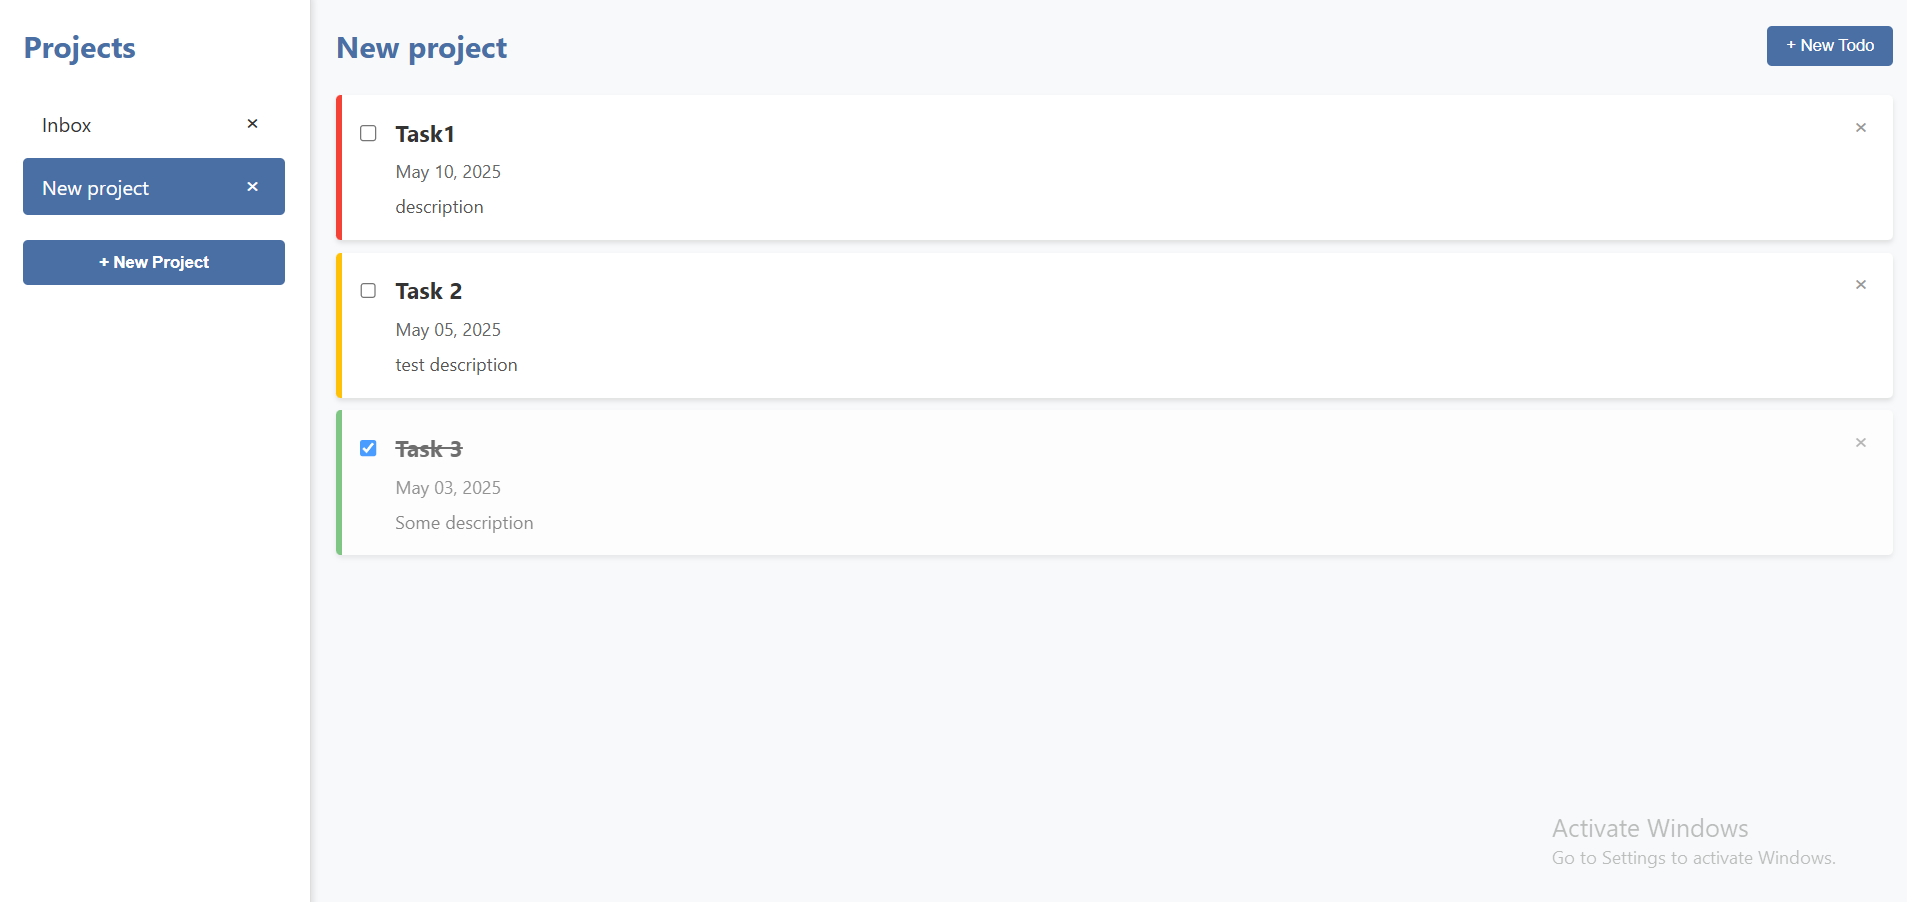 Projects
Inbox ×
New project ×
+ New Project
New project
+ New Todo
Task1 ×
May 10, 2025
description
Task 2 ×
May 05, 2025
test description
Task 3 ×
May 03, 2025
Some description
Activate Windows
Go to Settings to activate Windows.